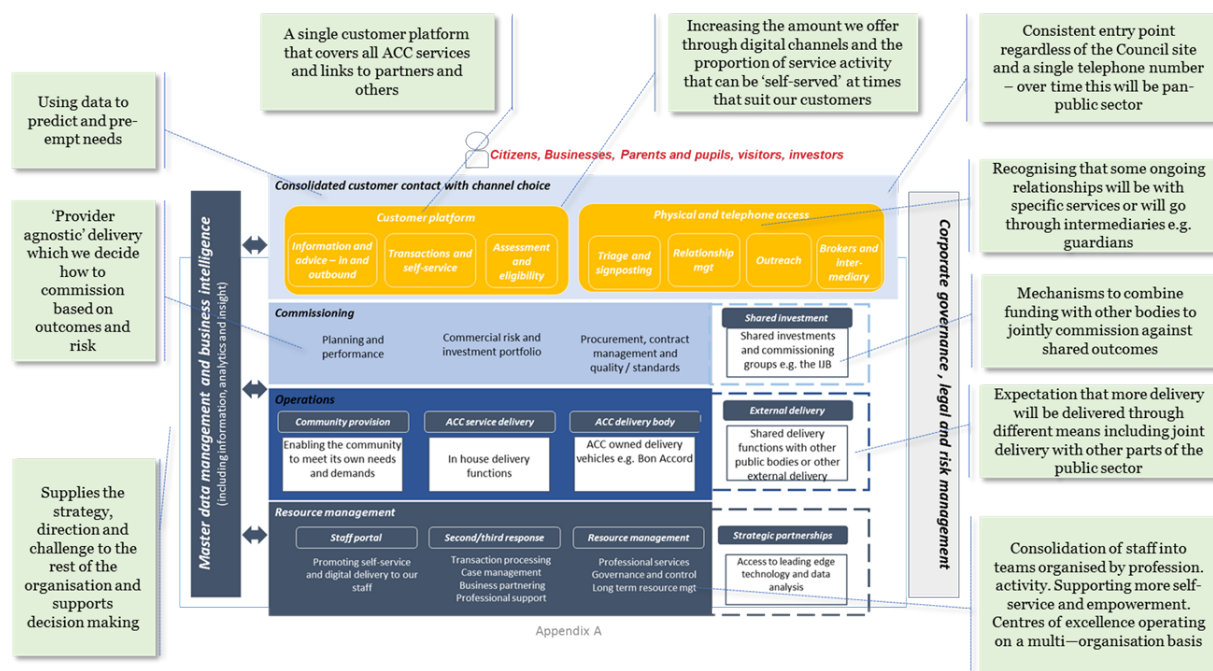 A single customer platform
that covers all ACC services
and links to partners and
others
Increasing the amount we offer
through digital channels and the
proportion of service activity
that can be ‘self-served’ at times
that suit our customers
Consistent entry point
regardless of the Council site
and a single telephone number
– over time this will be pan-
public sector
Using data to
predict and pre-
empt needs
Citizens, Businesses, Parents and pupils, visitors, investors
Recognising that some ongoing
relationships will be with
specific services or will go
through intermediaries e.g.
guardians
‘Provider
agnostic’ delivery
which we decide
how to
commission
based on
outcomes and
risk
Master data management and business intelligence
(including information, analytics and insight)
Consolidated customer contact with channel choice
Customer platform
Information and
advice – in and
outbound
Transactions and
self-service
Assessment
and
eligibility
Physical and telephone access
Triage and
signposting
Relationship
mgt
Outreach
Brokers and
inter-
mediary
Corporate governance , legal and risk management
Commissioning
Planning and
performance
Commercial risk and
investment portfolio
Procurement, contract
management and
quality / standards
Shared investment
Shared investments
and commissioning
groups e.g. the IJB
Mechanisms to combine
funding with other bodies to
jointly commission against
shared outcomes
Operations
Community provision
Enabling the community
to meet its own needs
and demands
ACC service delivery
In house delivery
functions
ACC delivery body
ACC owned delivery
vehicles e.g. Bon Accord
External delivery
Shared delivery
functions with other
public bodies or other
external delivery
Expectation that more delivery
will be delivered through
different means including joint
delivery with other parts of the
public sector
Supplies the
strategy,
direction and
challenge to the
rest of the
organisation and
supports
decision making
Resource management
Staff portal
Promoting self-service
and digital delivery to our
staff
Second/third response
Transaction processing
Case management
Business partnering
Professional support
Resource management
Professional services
Governance and control
Long term resource mgt
Strategic partnerships
Access to leading edge
technology and data
analysis
Consolidation of staff into
teams organised by profession.
activity. Supporting more self-
service and empowerment.
Centres of excellence operating
on a multi—organisation basis
Appendix A